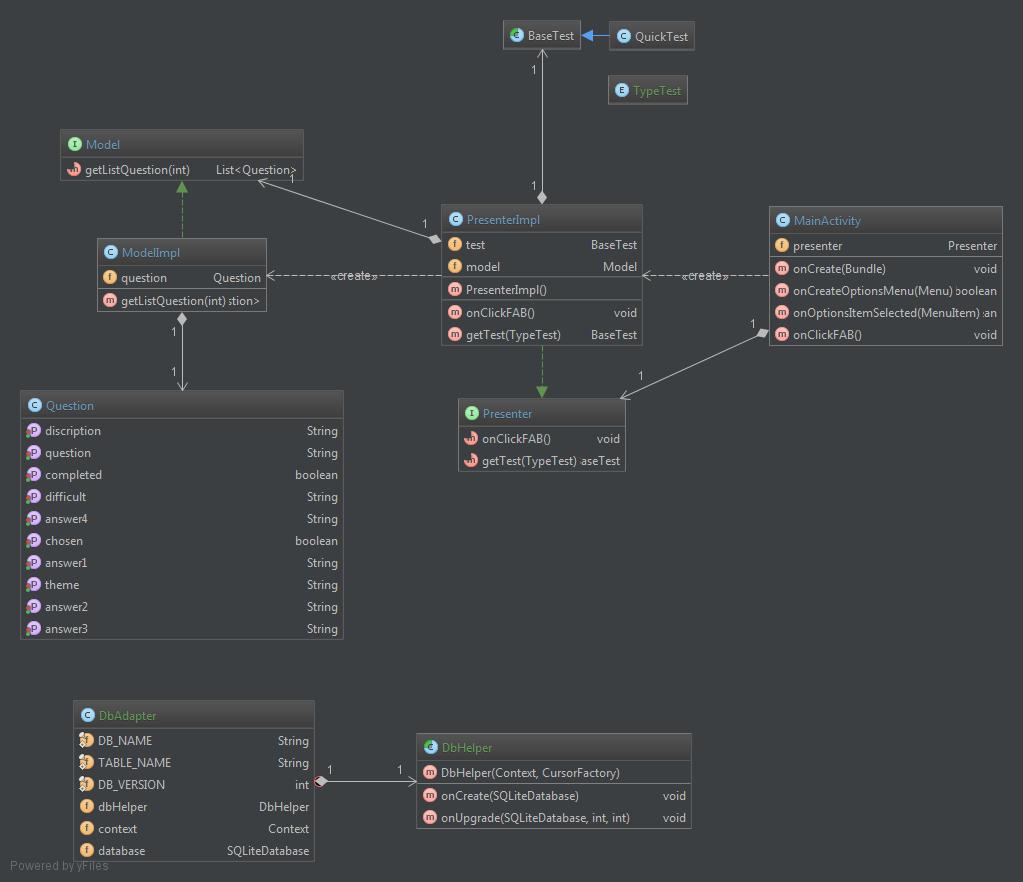 C BaseTest
C QuickTest
1
E TypeTest
I Model
m getListQuestion(int) List<Question>
1
1
1
C PresenterImpl
f test BaseTest
f model Model
m PresenterImpl()
m onClickFAB() void
m getTest(TypeTest) BaseTest
C MainActivity
f presenter Presenter
m onCreate(Bundle) void
m onCreateOptionsMenu(Menu) boolean
m onOptionsItemSelected(MenuItem) an
m onClickFAB() void
C ModelImpl
f question Question
m getListQuestion(int) stion>
«create»
«create»
1
1
1
1
I Presenter
m onClickFAB() void
m getTest(TypeTest) aseTest
C Question
P discription String
P question String
P completed boolean
P difficult String
P answer4 String
P chosen boolean
P answer1 String
P theme String
P answer2 String
P answer3 String
C DbAdapter
f DB_NAME String
f TABLE_NAME String
f DB_VERSION int
f dbHelper DbHelper
f context Context
f database SQLiteDatabase
1
1
C DbHelper
m DbHelper(Context, CursorFactory)
m onCreate(SQLiteDatabase) void
m onUpgrade(SQLiteDatabase, int, int) void
Powered by yFiles